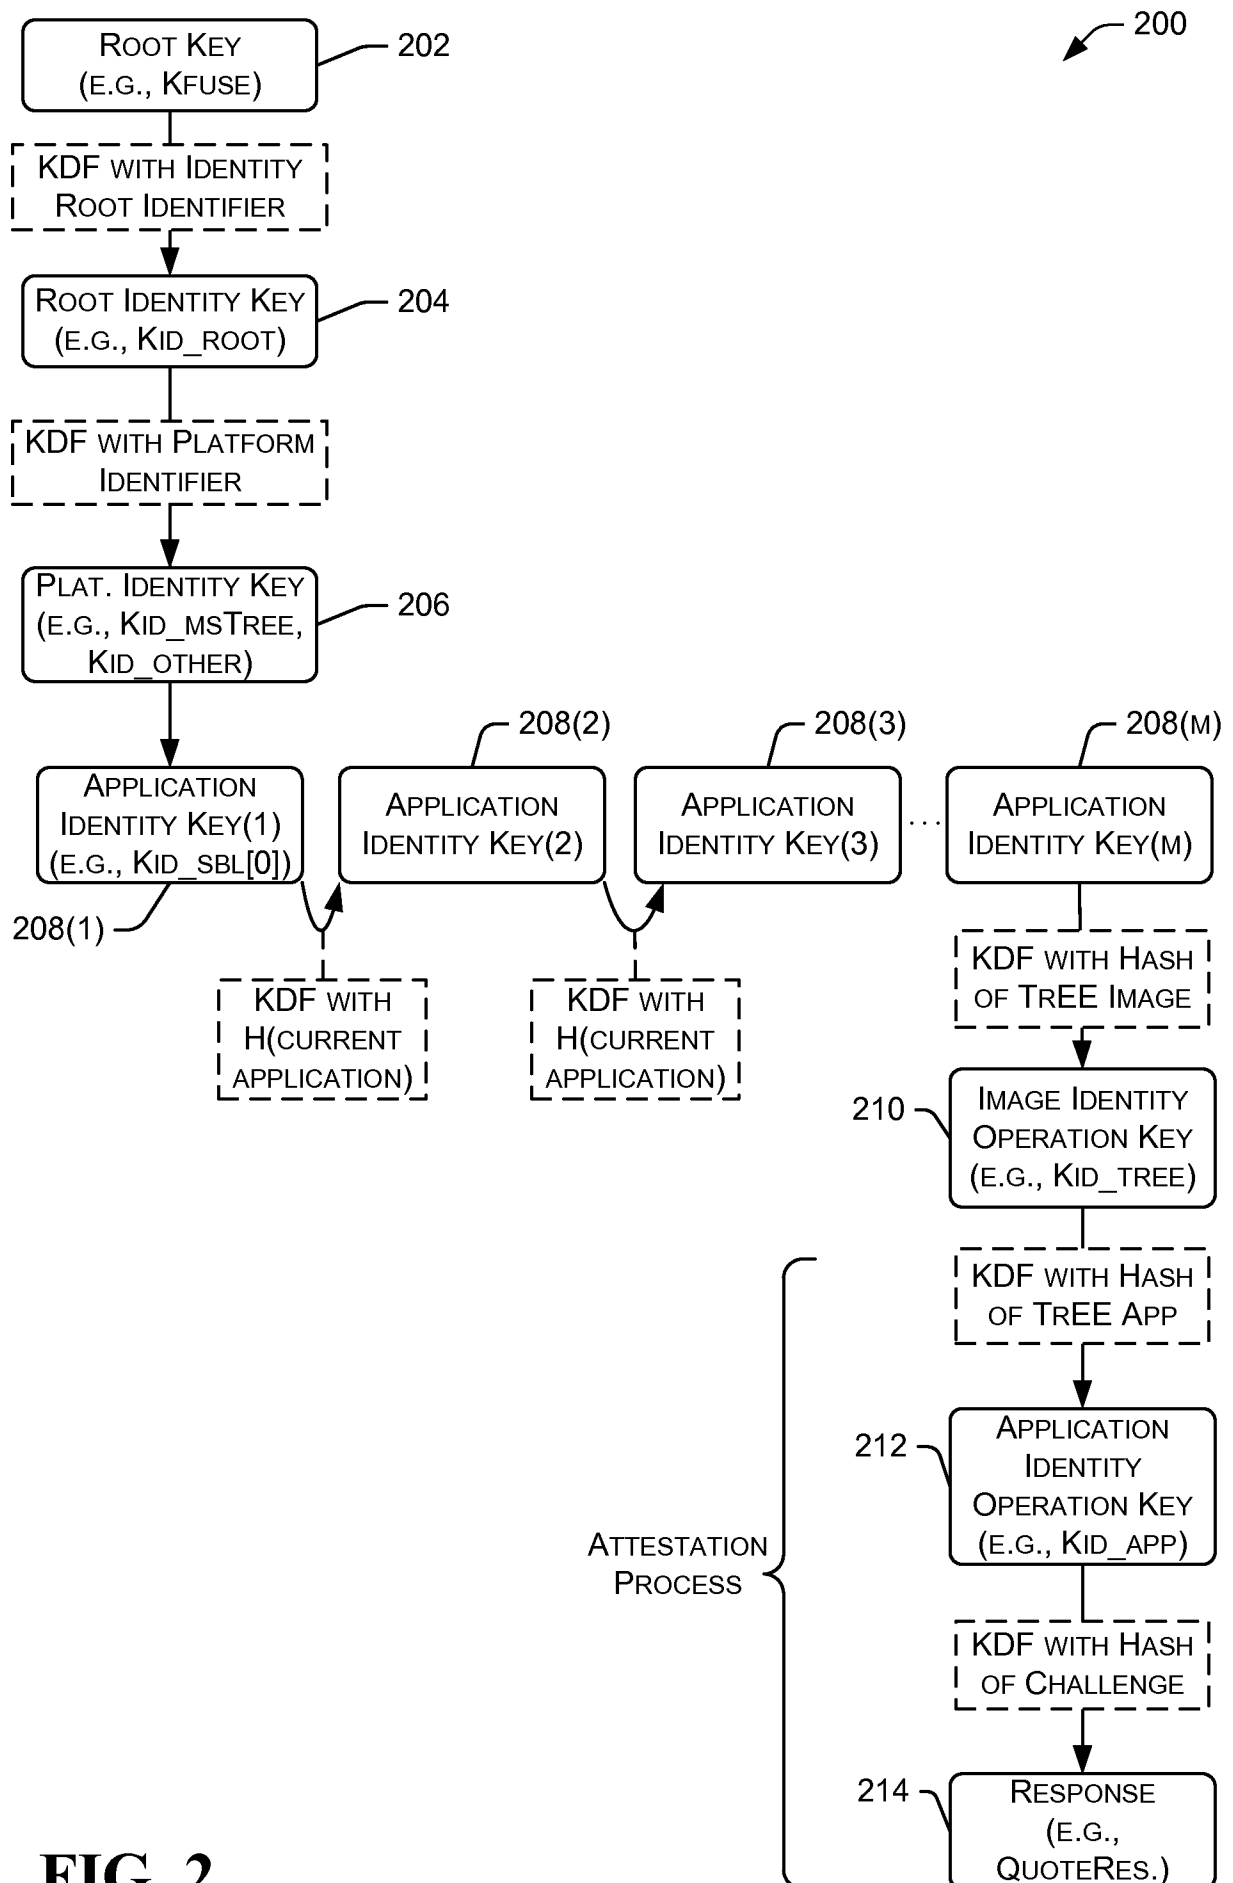 200
ROOT KEY
(E.G., KFUSE)
202
KDF WITH IDENTITY
ROOT IDENTIFIER
ROOT IDENTITY KEY
(E.G., KID_ROOT)
204
KDF WITH PLATFORM
IDENTIFIER
PLAT. IDENTITY KEY
(E.G., KID_MSTREE,
KID_OTHER)
206
APPLICATION
IDENTITY KEY(1)
(E.G., KID_SBL[0])
208(1)
208(2)
APPLICATION
IDENTITY KEY(2)
208(3)
APPLICATION
IDENTITY KEY(3)
...
208(M)
APPLICATION
IDENTITY KEY(M)
KDF WITH
H(CURRENT
APPLICATION)
KDF WITH
H(CURRENT
APPLICATION)
KDF WITH HASH
OF TREE IMAGE
210
IMAGE IDENTITY
OPERATION KEY
(E.G., KID_TREE)
KDF WITH HASH
OF TREE APP
212
APPLICATION
IDENTITY
OPERATION KEY
(E.G., KID_APP)
ATTESTATION
PROCESS
KDF WITH HASH
OF CHALLENGE
214
RESPONSE
(E.G.,
QUOTERES.)
FIG. 2